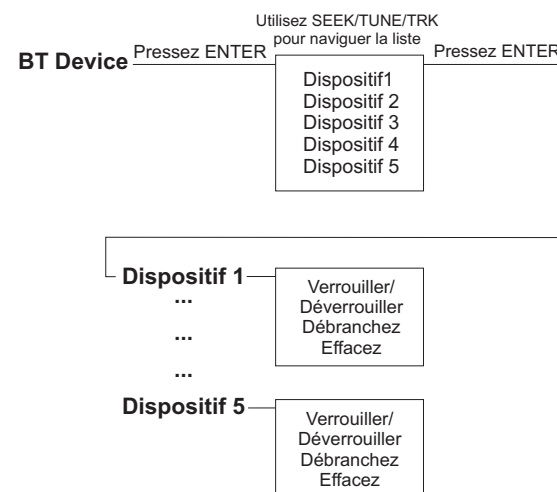 Utilisez SEEK/TUNE/TRK
pour naviguer la liste
BT Device
Pressez ENTER
Pressez ENTER
Dispositif1
Dispositif 2
Dispositif 3
Dispositif 4
Dispositif 5
Dispositif 1
Verrouiller/
Déverrouiller
Débranchez
Effacez
...
...
...
Dispositif 5
Verrouiller/
Déverrouiller
Débranchez
Effacez